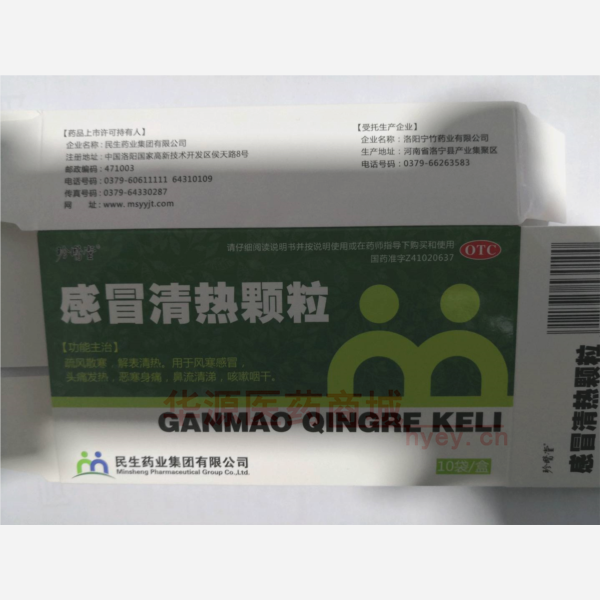 【药品上市许可持有人】
企业名称：民生药业集团有限公司
注册地址：中国洛阳国家高新技术开发区侯天路8号
邮政编码：471003
电话号码：0379-60611111 64310109
传真号码：0379-64330287
网 址：www.msyyjt.com
【受托生产企业】
企业名称：洛阳宁竹药业有限公司
生产地址：河南省洛宁县产业集聚区
电话号码：0379-66263583
请仔细阅读说明书并按说明使用或在药师指导下购买和使用
国药准字Z41020637
OTC
感冒清热颗粒
【功能主治】
疏风散寒，解表清热。用于风寒感冒，
头痛发热，恶寒身痛，鼻流清涕，咳嗽咽干。
华源医药商城
GANMAO QINGRE KELI
hyey.cn
民生药业集团有限公司
Minsheng Pharmaceutical Group Co.,Ltd.
10袋/盒
感冒清热颗粒